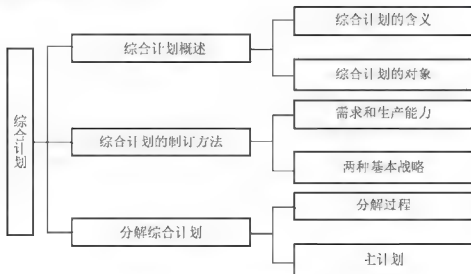 综合计划
综合计划概述
综合计划的含义
综合计划的对象
综合计划的制订方法
需求和生产能力
两种基本战略
分解综合计划
分解过程
主计划